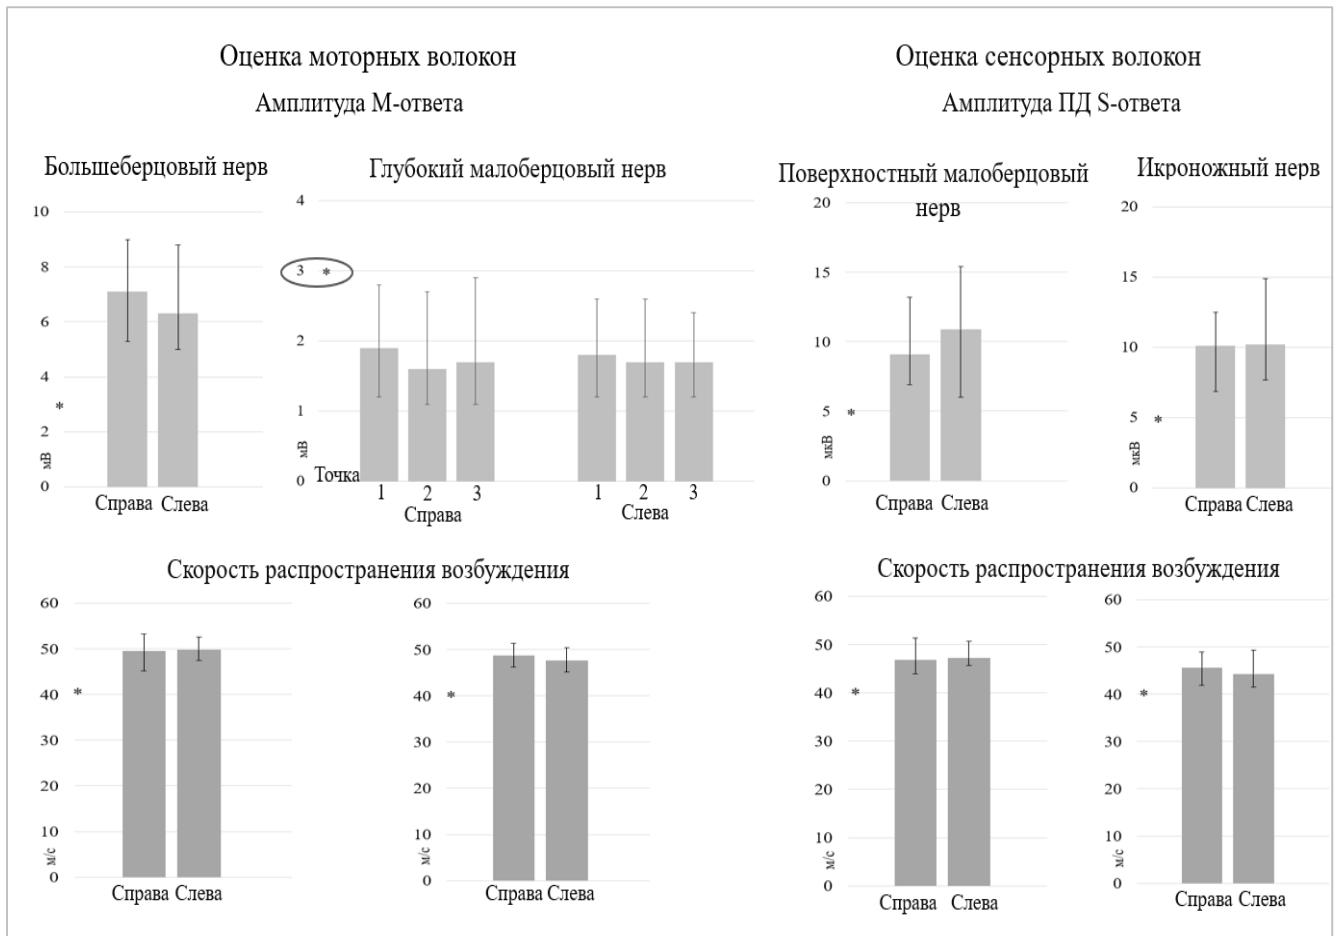 Оценка моторных волокон
Амплитуда М-ответа
Большеберцовый нерв
10
8
6
4
*
2
мВ
0
Справа Слева
Глубокий малоберцовый нерв
4
3 *
2
1
мВ
0
Точка
1 2 3
Справа
1 2 3
Слева
Скорость распространения возбуждения
60
50
40 *
30
20
10
м/с
0
Справа Слева
60
50
40 *
30
20
10
м/с
0
Справа Слева
Оценка сенсорных волокон
Амплитуда ПД S-ответа
Поверхностный малоберцовый
нерв
20
15
10
5 *
мкВ
0
Справа Слева
Икроножный нерв
20
15
10
5 *
мкВ
0
Справа Слева
Скорость распространения возбуждения
60
50
40 *
30
20
10
м/с
0
Справа Слева
60
50
40 *
30
20
10
м/с
0
Справа Слева